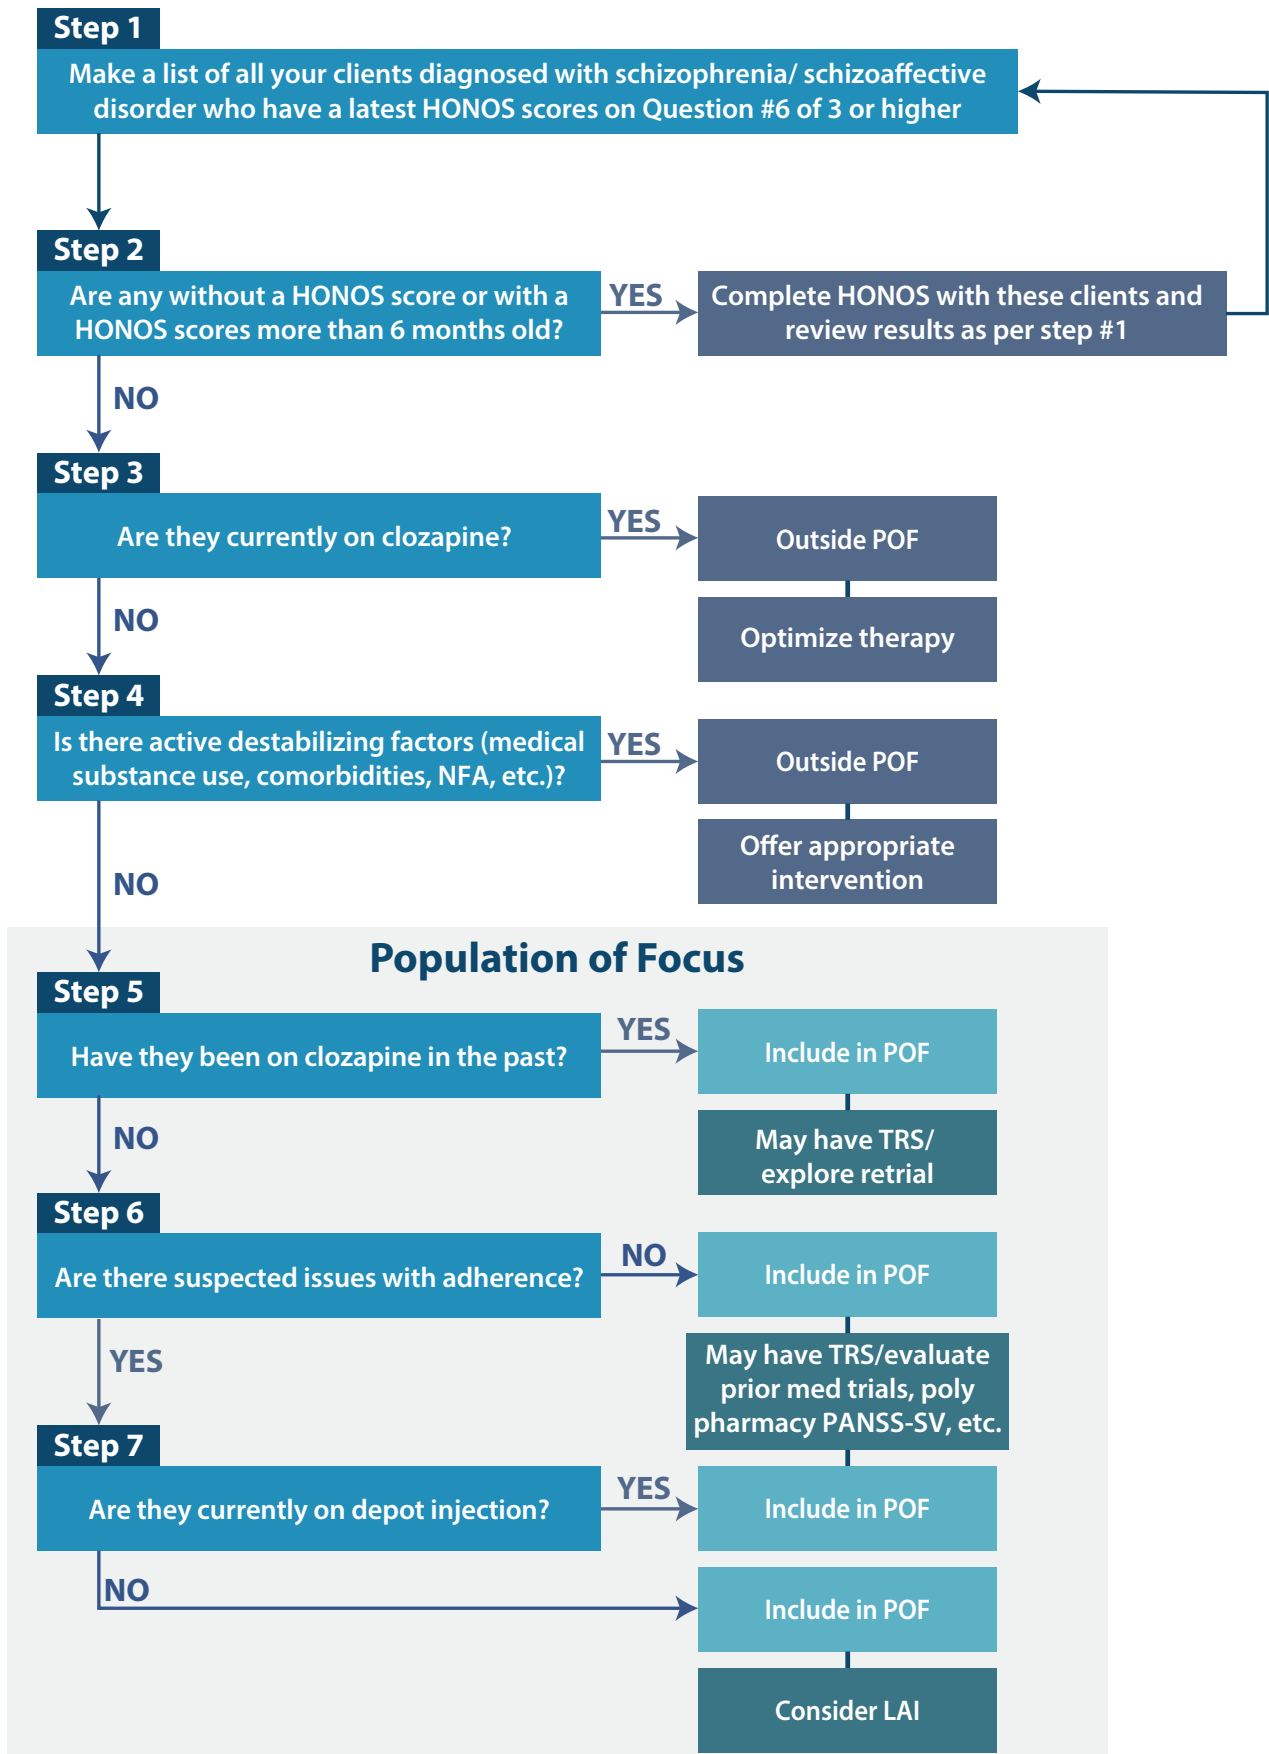 Step 1
Make a list of all your clients diagnosed with schizophrenia/ schizoaffective
disorder who have a latest HONOS scores on Question #6 of 3 or higher
Step 2
Are any without a HONOS score or with a
HONOS scores more than 6 months old?
YES
Complete HONOS with these clients and
review results as per step #1
NO
Step 3
Are they currently on clozapine?
YES
Outside POF
Optimize therapy
NO
Step 4
Is there active destabilizing factors (medical
substance use, comorbidities, NFA, etc.)?
YES
Outside POF
Offer appropriate
intervention
NO
Population of Focus
Step 5
Have they been on clozapine in the past?
YES
Include in POF
May have TRS/
explore retrial
NO
Step 6
Are there suspected issues with adherence?
NO
Include in POF
May have TRS/evaluate
prior med trials, poly
pharmacy PANSS-SV, etc.
YES
Step 7
Are they currently on depot injection?
YES
Include in POF
NO
Include in POF
Consider LAI